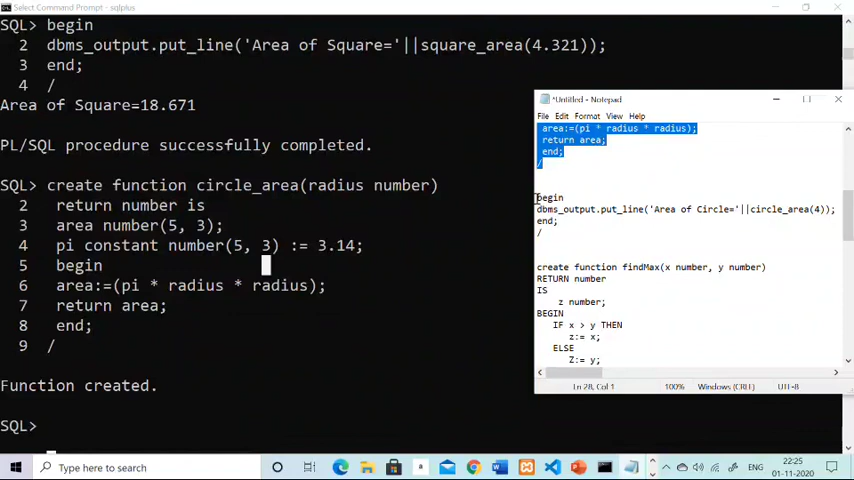 Select Command Prompt - sqlplus
SQL> begin
2 dbms_output.put_line('Area of Square='||square_area(4.321));
3 end;
4 /
Area of Square=18.671
PL/SQL procedure successfully completed.
SQL> create function circle_area(radius number)
2 return number is
3 area number(5, 3);
4 pi constant number(5, 3) := 3.14;
5 begin
6 area:=(pi * radius * radius);
7 return area;
8 end;
9 /
Function created.
SQL>
*Untitled - Notepad
File Edit Format View Help
area:=(pi * radius * radius);
return area;
end;
/
begin
dbms_output.put_line('Area of Circle='||circle_area(4));
end;
/
create function findMax(x number, y number)
RETURN number
IS
z number;
BEGIN
IF x > y THEN
z:= x;
ELSE
Z:= y;
Ln 28, Col 1 100% Windows (CRLF) UTF-8
Type here to search
ENG
22:25
01-11-2020